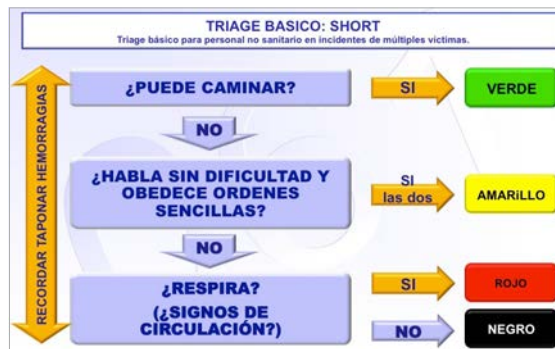 TRIAGE BASICO: SHORT
Triage básico para personal no sanitario en incidentes de múltiples víctimas.
RECORDAR TAPONAR HEMORRAGIAS
¿PUEDE CAMINAR?
SI
VERDE
NO
¿HABLA SIN DIFICULTAD Y
OBEDECE ORDENES
SENCILLAS?
SI
las dos
AMARiLLO
NO
¿RESPIRA?
(¿SIGNOS DE
CIRCULACIÓN?)
SI
ROJO
NO
NEGRO